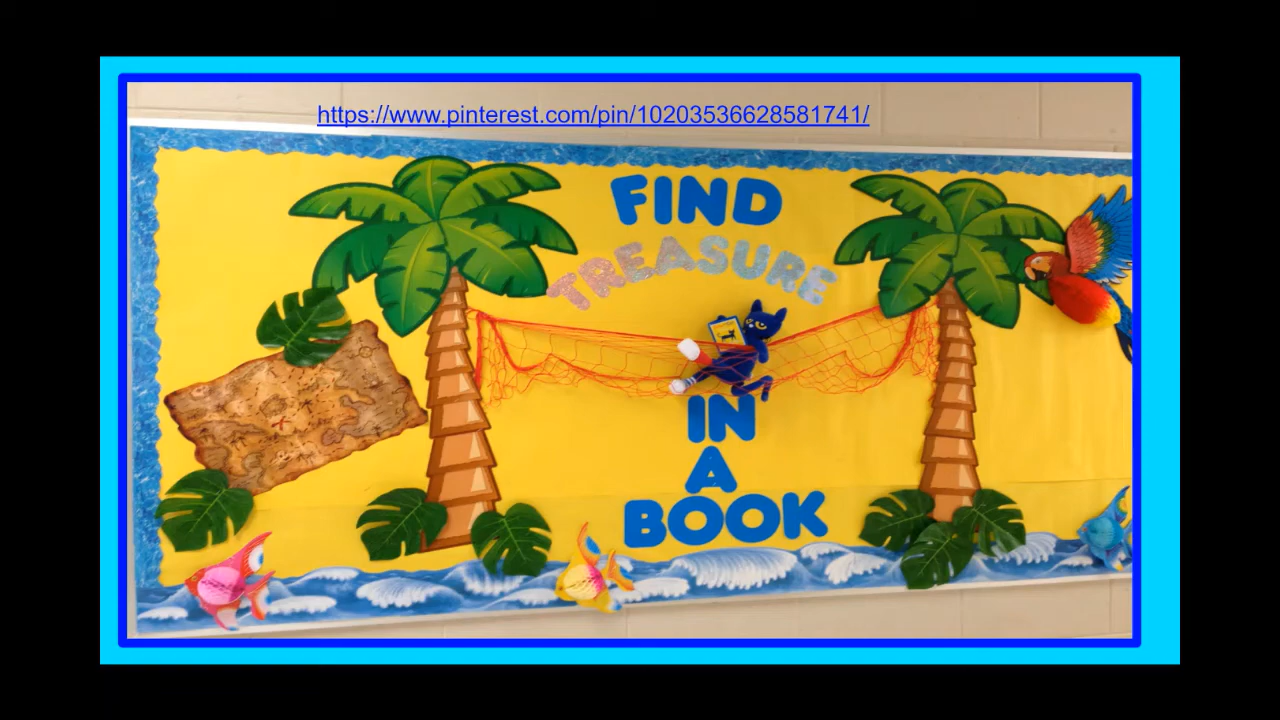 https://www.pinterest.com/pin/10203536628581741/
FIND
TREASURE
IN
A
BOOK